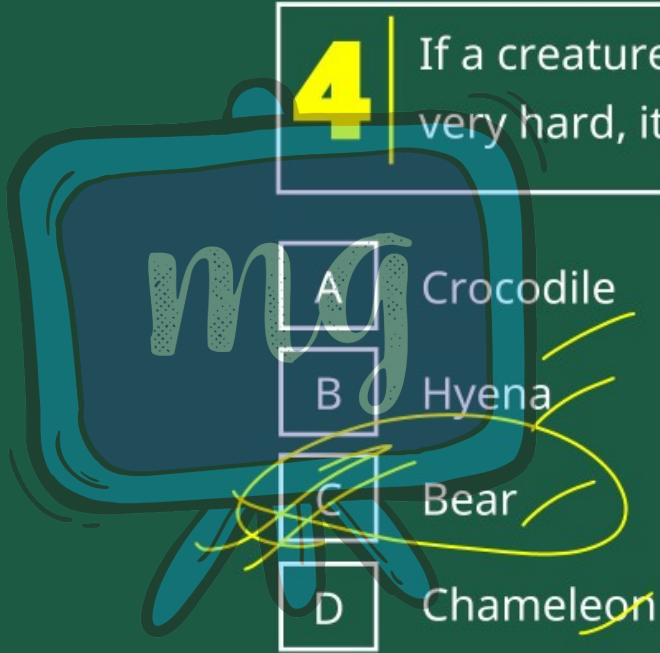 4
If a creature
very hard, it
mg
A Crocodile
B Hyena
C Bear
D Chameleon